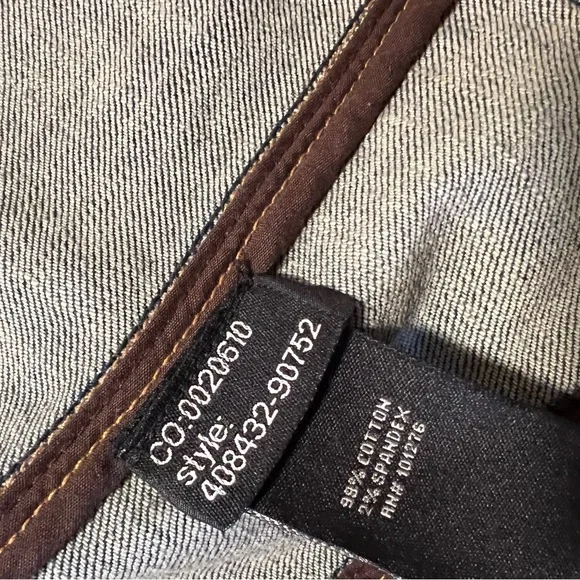 CO:0020610
style:
408432-90752
98% COTTON
2% SPANDEX
RN# 101276